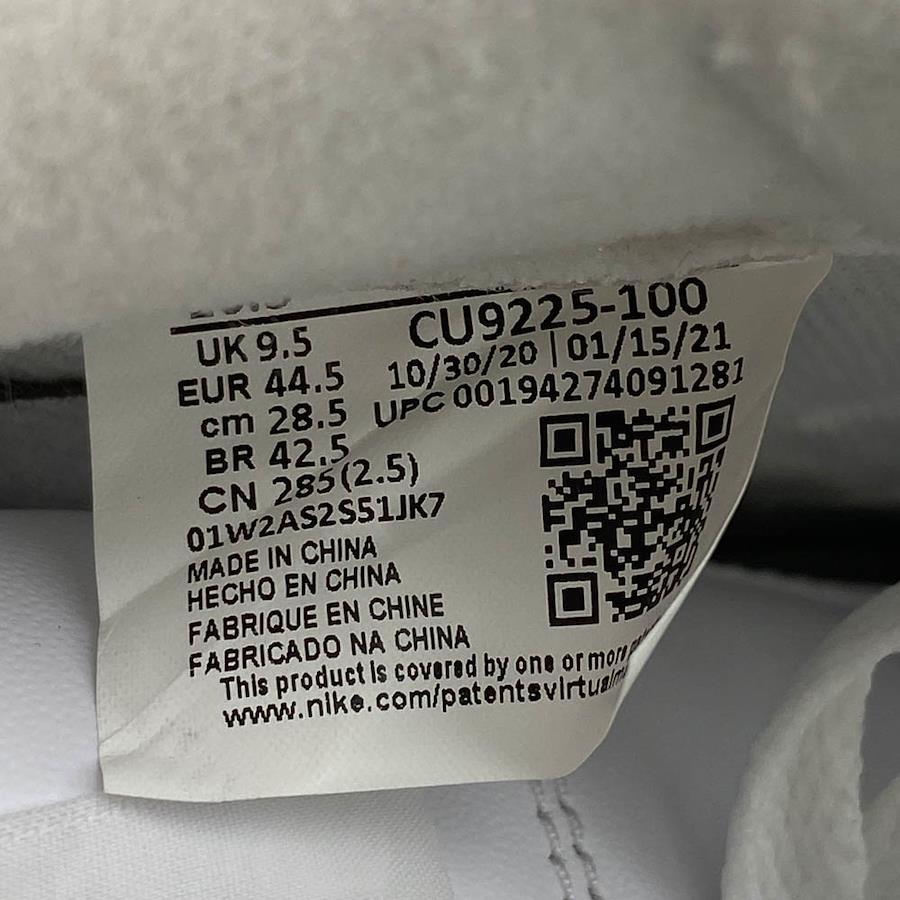 UK 9.5
EUR 44.5
cm 28.5
BR 42.5
CN 285(2.5)
01W2AS2S51JK7
CU9225-100
10/30/20 | 01/15/21
UPC 00194274091281
MADE IN CHINA
HECHO EN CHINA
FABRIQUE EN CHINE
FABRICADO NA CHINA
This product is covered by one or more
www.nike.com/patentsvirtual